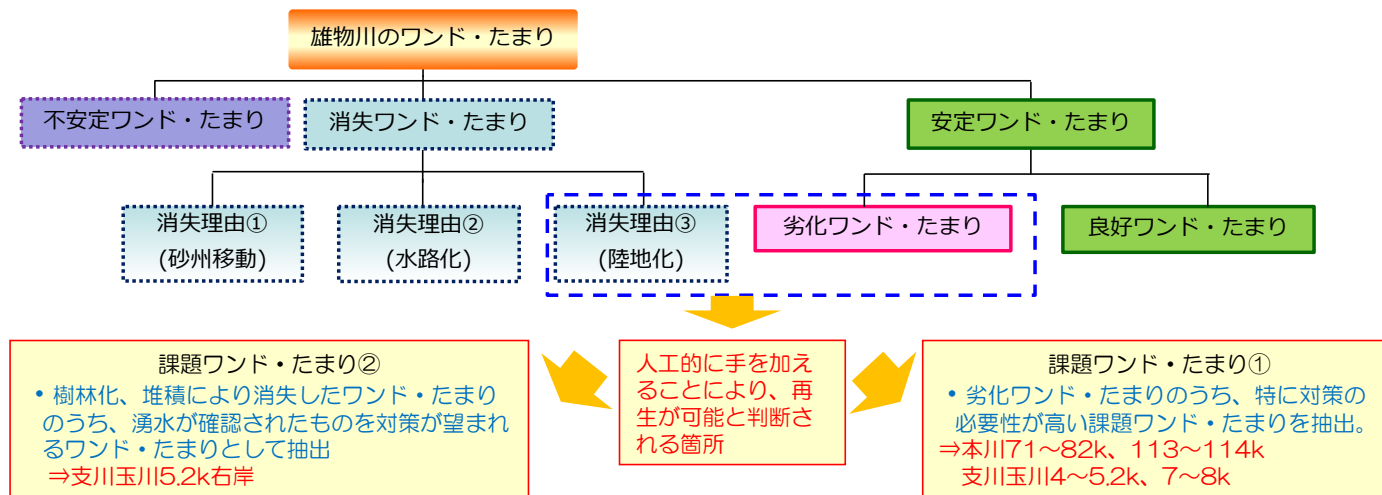 雄物川のワンド・たまり
不安定ワンド・たまり
消失ワンド・たまり
安定ワンド・たまり
消失理由①
(砂州移動)
消失理由②
(水路化)
消失理由③
(陸地化)
劣化ワンド・たまり
良好ワンド・たまり
課題ワンド・たまり②
• 樹林化、堆積により消失したワンド・たまり
のうち、湧水が確認されたものを対策が望まれ
るワンド・たまりとして抽出
⇒支川玉川5.2k右岸
人工的に手を加え
ることにより、再
生が可能と判断さ
れる箇所
課題ワンド・たまり①
• 劣化ワンド・たまりのうち、特に対策の
必要性が高い課題ワンド・たまりを抽出。
⇒本川71～82k、113～114k
支川玉川4～5.2k、7～8k